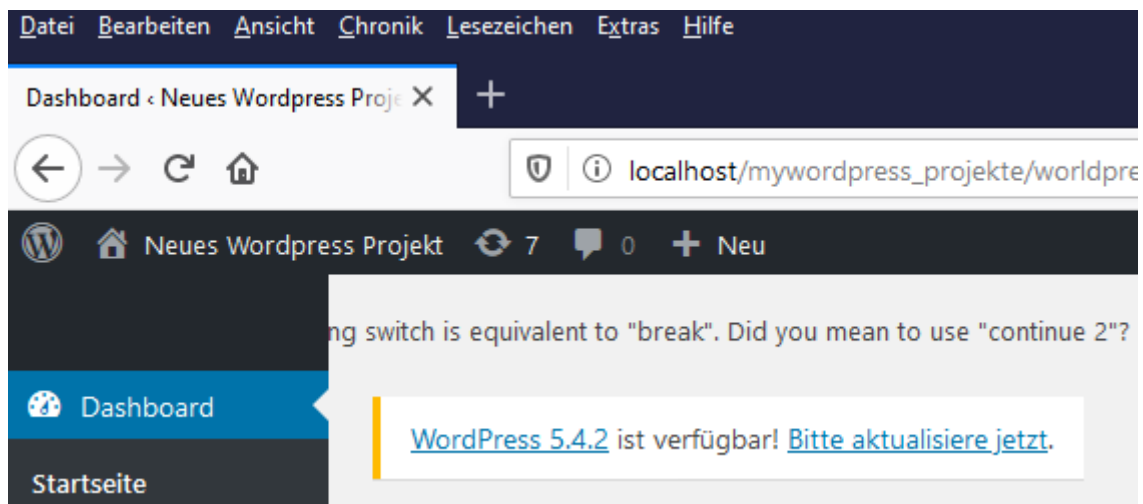 Datei Bearbeiten Ansicht Chronik Lesezeichen Extras Hilfe
Dashboard ‹ Neues Wordpress Proje
localhost/mywordpress_projekte/worldpre
Neues Wordpress Projekt 7 0 Neu
ng switch is equivalent to "break". Did you mean to use "continue 2"?
Dashboard
WordPress 5.4.2 ist verfügbar! Bitte aktualisiere jetzt.
Startseite